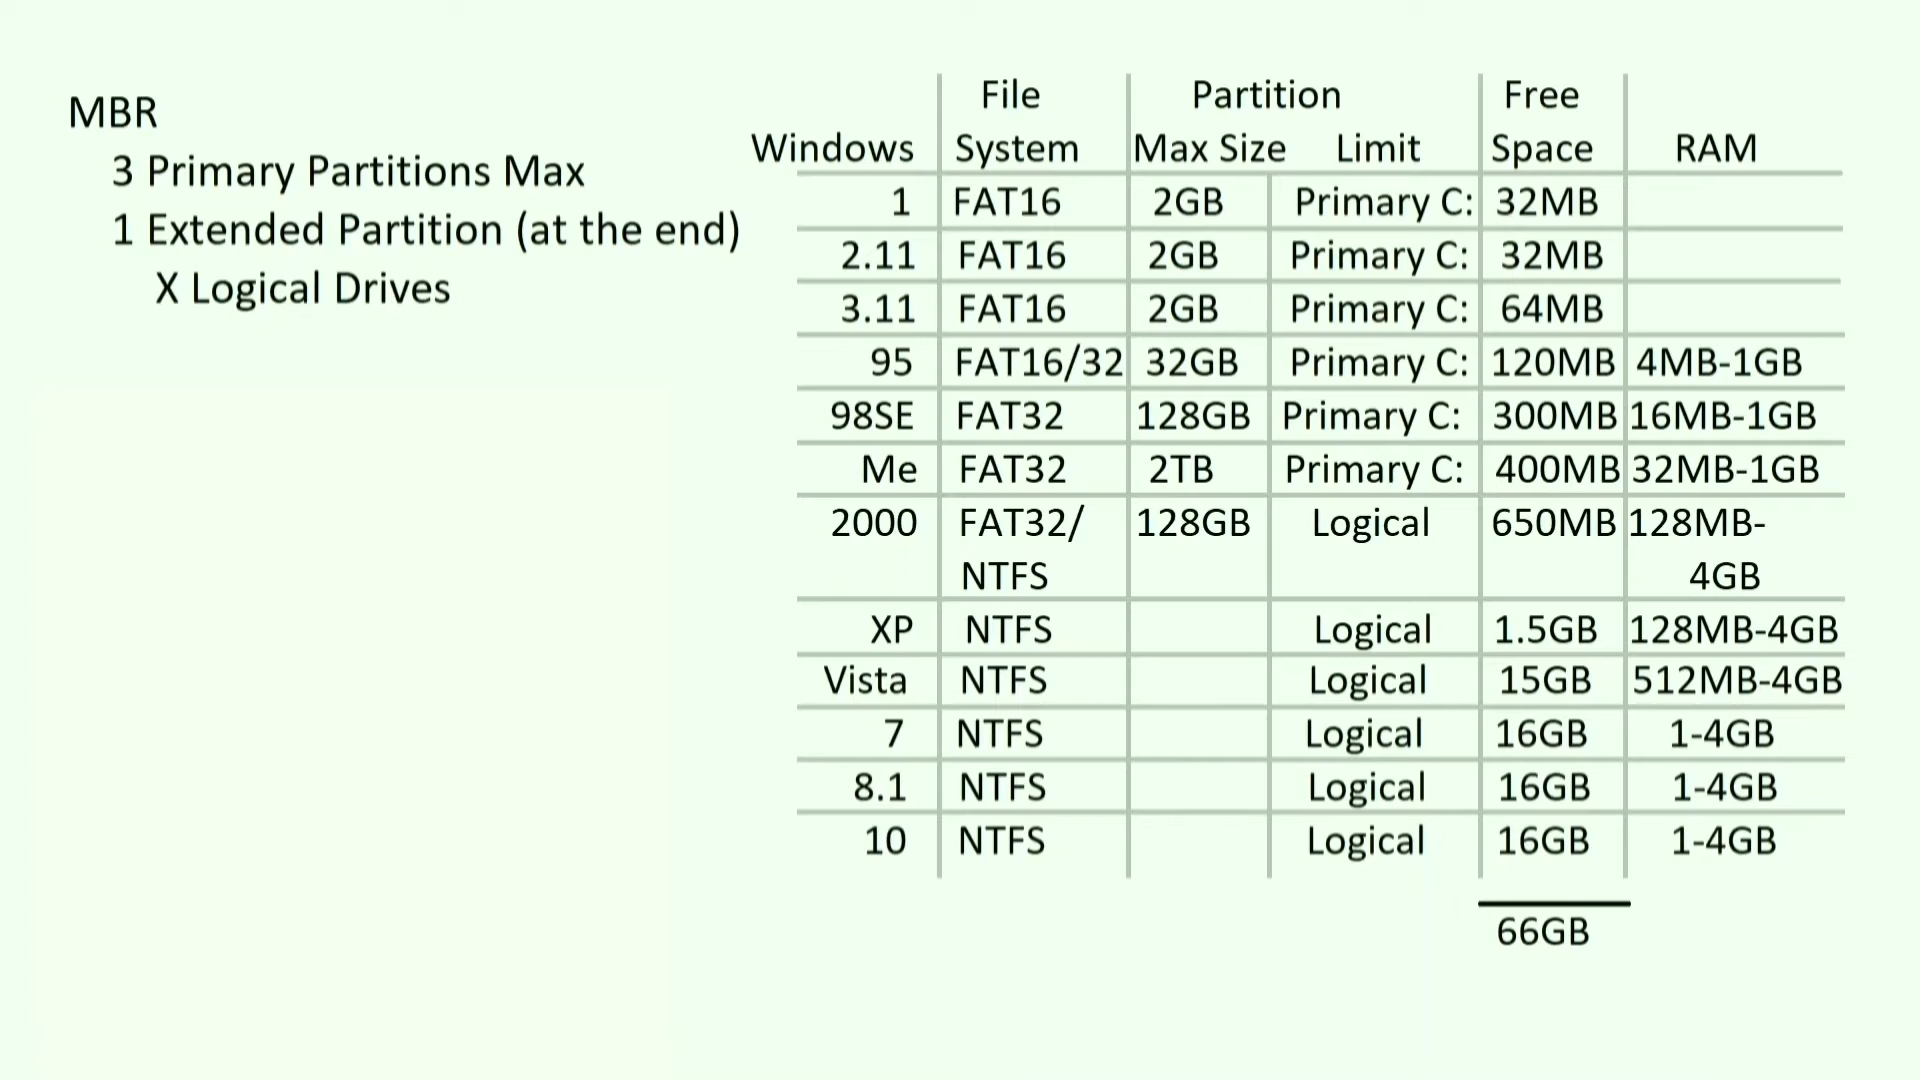 MBR
3 Primary Partitions Max
1 Extended Partition (at the end)
X Logical Drives
File Partition Free
Windows System Max Size Limit Space RAM
1 FAT16 2GB Primary C: 32MB
2.11 FAT16 2GB Primary C: 32MB
3.11 FAT16 2GB Primary C: 64MB
95 FAT16/32 32GB Primary C: 120MB 4MB-1GB
98SE FAT32 128GB Primary C: 300MB 16MB-1GB
Me FAT32 2TB Primary C: 400MB 32MB-1GB
2000 FAT32/ 128GB Logical 650MB 128MB-
NTFS 4GB
XP NTFS Logical 1.5GB 128MB-4GB
Vista NTFS Logical 15GB 512MB-4GB
7 NTFS Logical 16GB 1-4GB
8.1 NTFS Logical 16GB 1-4GB
10 NTFS Logical 16GB 1-4GB
66GB